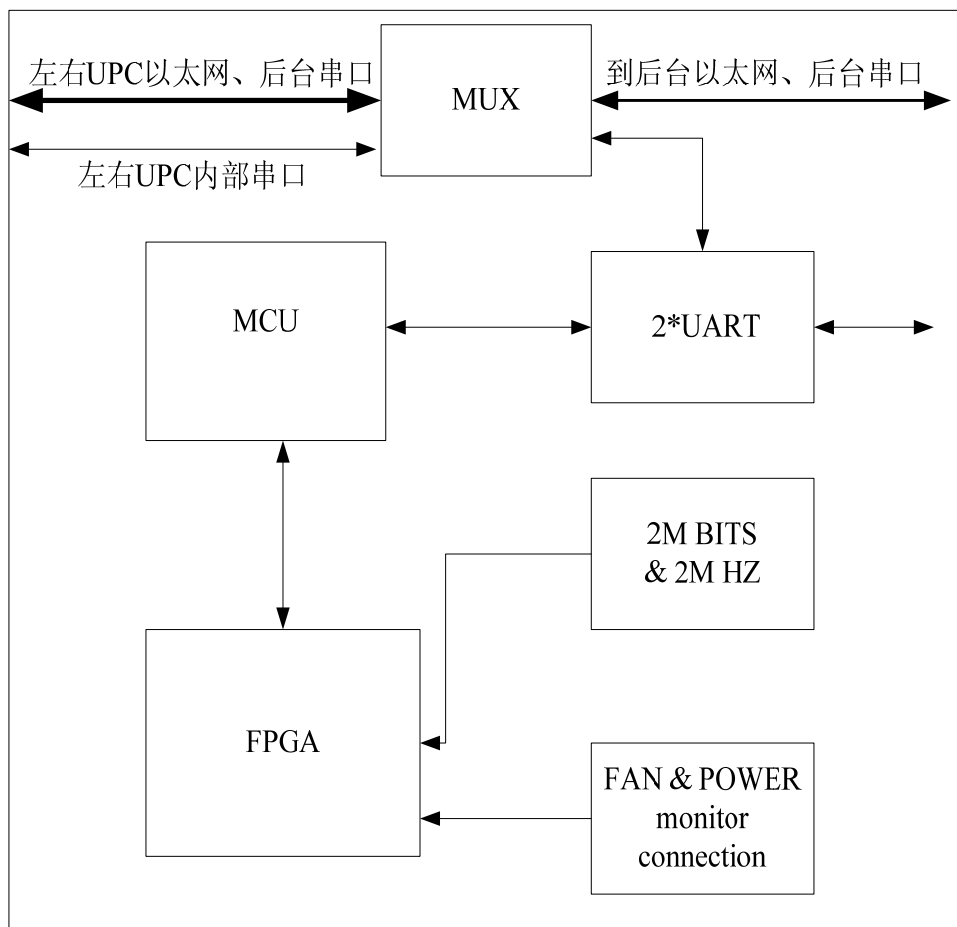 左右UPC以太网、后台串口
MUX
到后台以太网、后台串口
左右UPC内部串口
MCU
2*UART
2M BITS
& 2M HZ
FPGA
FAN & POWER
monitor
connection